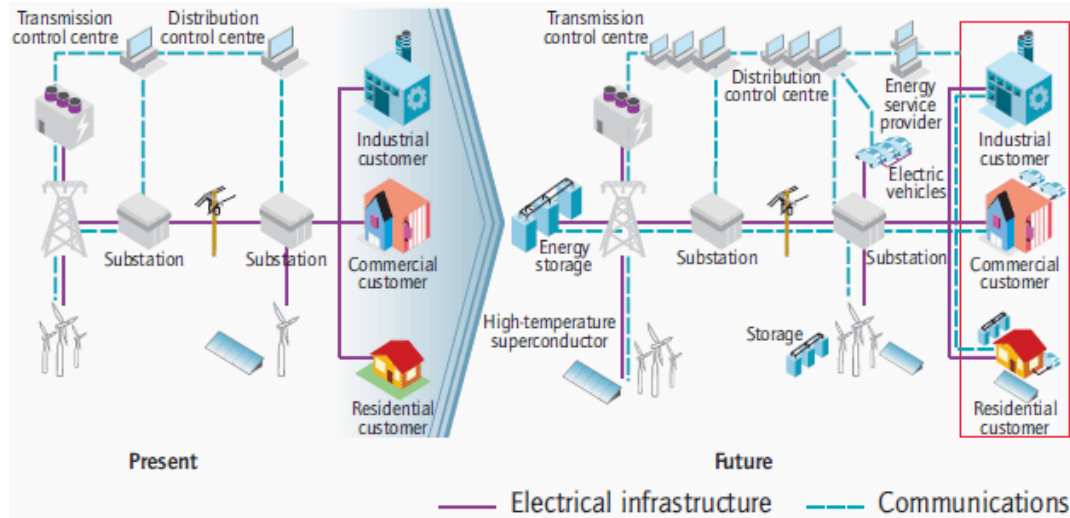 Transmission
control centre
Distribution
control centre
Industrial
customer
Substation
Substation
Commercial
customer
Residential
customer
Present
Transmission
control centre
Distribution
control centre
Energy
service
provider
Industrial
customer
Electric
vehicles
Energy
storage
Substation
Substation
Commercial
customer
High-temperature
superconductor
Storage
Residential
customer
Future
Electrical infrastructure
Communications